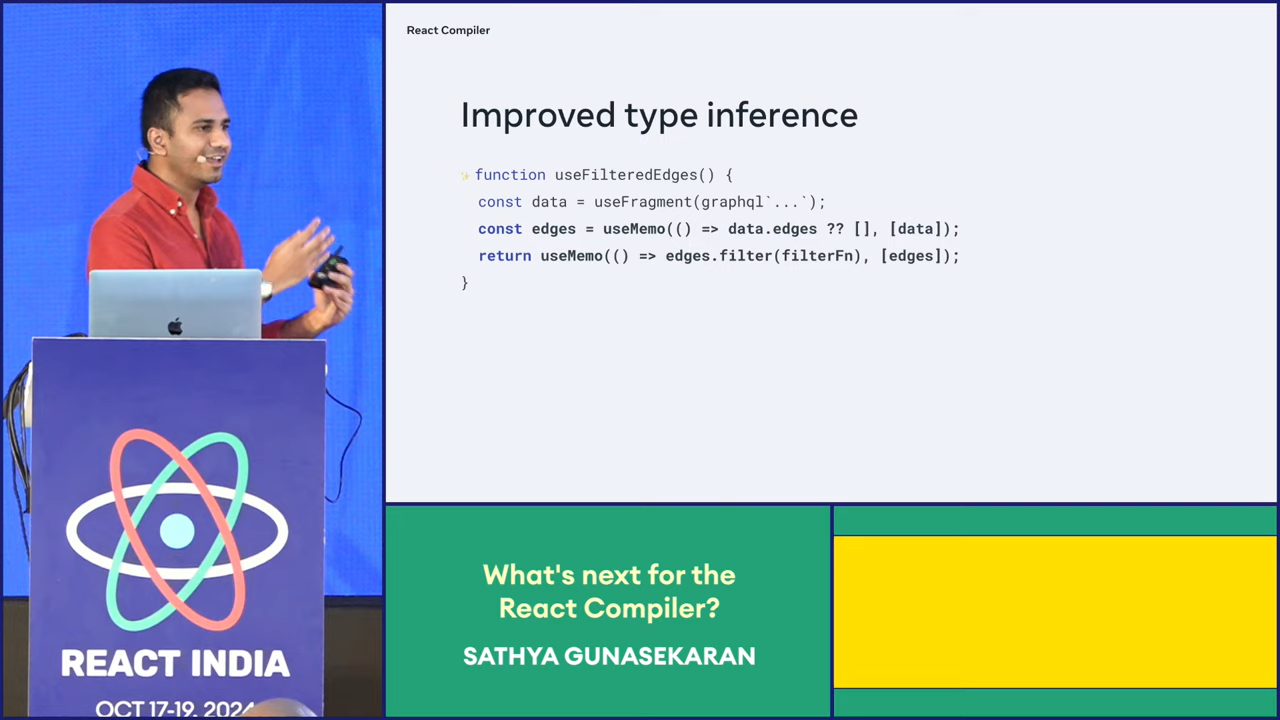 React Compiler
Improved type inference
✨ function useFilteredEdges() {
const data = useFragment(graphql`...`);
const edges = useMemo(() => data.edges ?? [], [data]);
return useMemo(() => edges.filter(filterFn), [edges]);
}
REACT INDIA
OCT 17-19, 2024
What's next for the
React Compiler?
SATHYA GUNASEKARAN